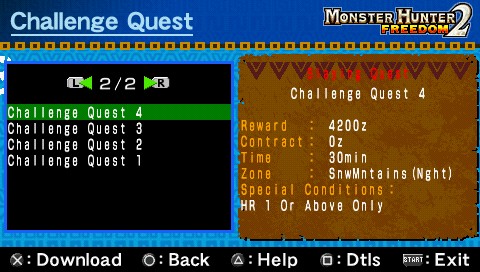 Challenge Quest
MONSTER HUNTER
FREEDOM 2
L 2/2 R
Challenge Quest 4
Challenge Quest 3
Challenge Quest 2
Challenge Quest 1
Challenge Quest 4
Reward : 4200z
Contract: 0z
Time : 30min
Zone : SnwMntains(Nght)
Special Conditions:
HR 1 Or Above Only
:Download :Back :Help :Dtls START:Exit